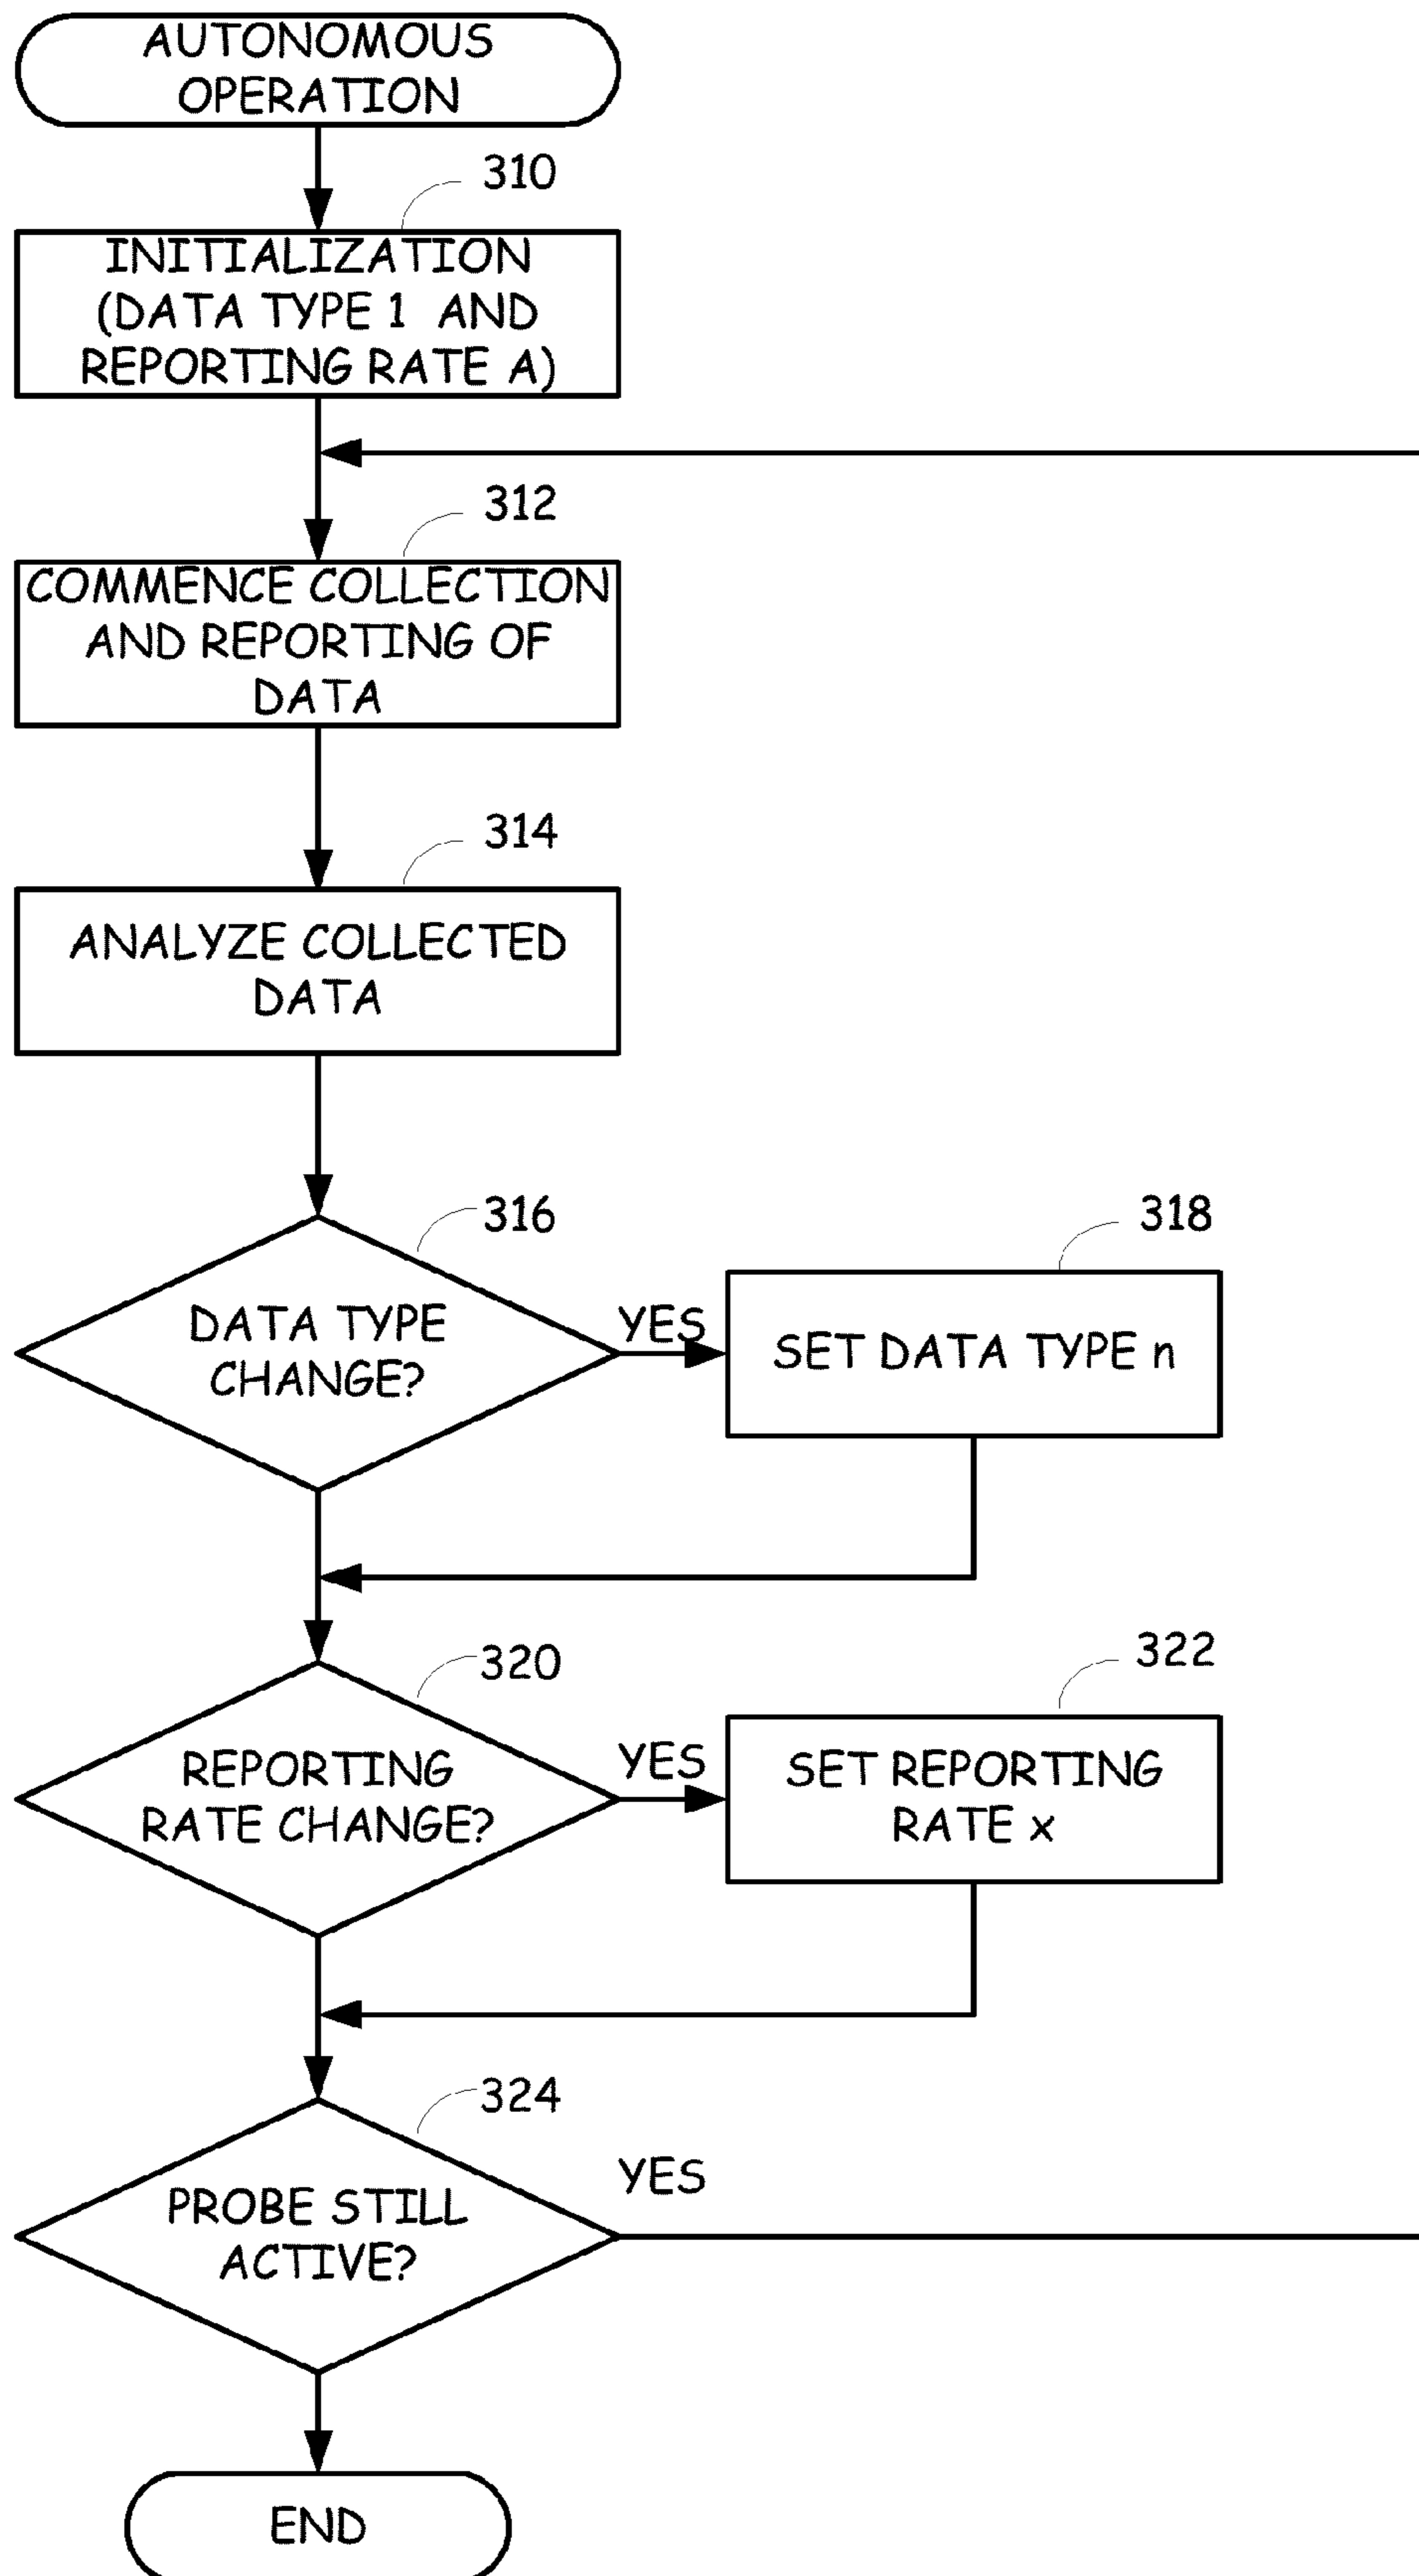 AUTONOMOUS
OPERATION
310
INITIALIZATION
(DATA TYPE 1 AND
REPORTING RATE A)
312
COMMENCE COLLECTION
AND REPORTING OF
DATA
314
ANALYZE COLLECTED
DATA
316
DATA TYPE
CHANGE?
YES
318
SET DATA TYPE n
320
REPORTING
RATE CHANGE?
YES
322
SET REPORTING
RATE x
324
PROBE STILL
ACTIVE?
YES
END